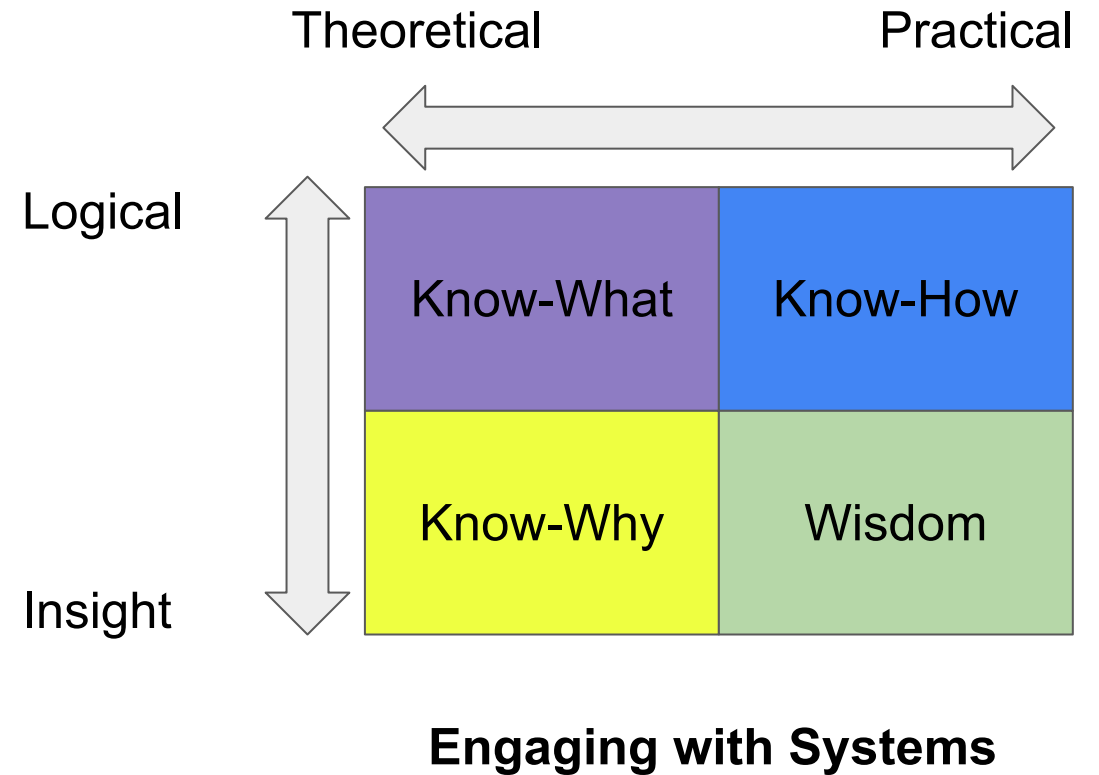 Theoretical
Practical
Logical
Know-What
Know-How
Know-Why
Wisdom
Insight
Engaging with Systems